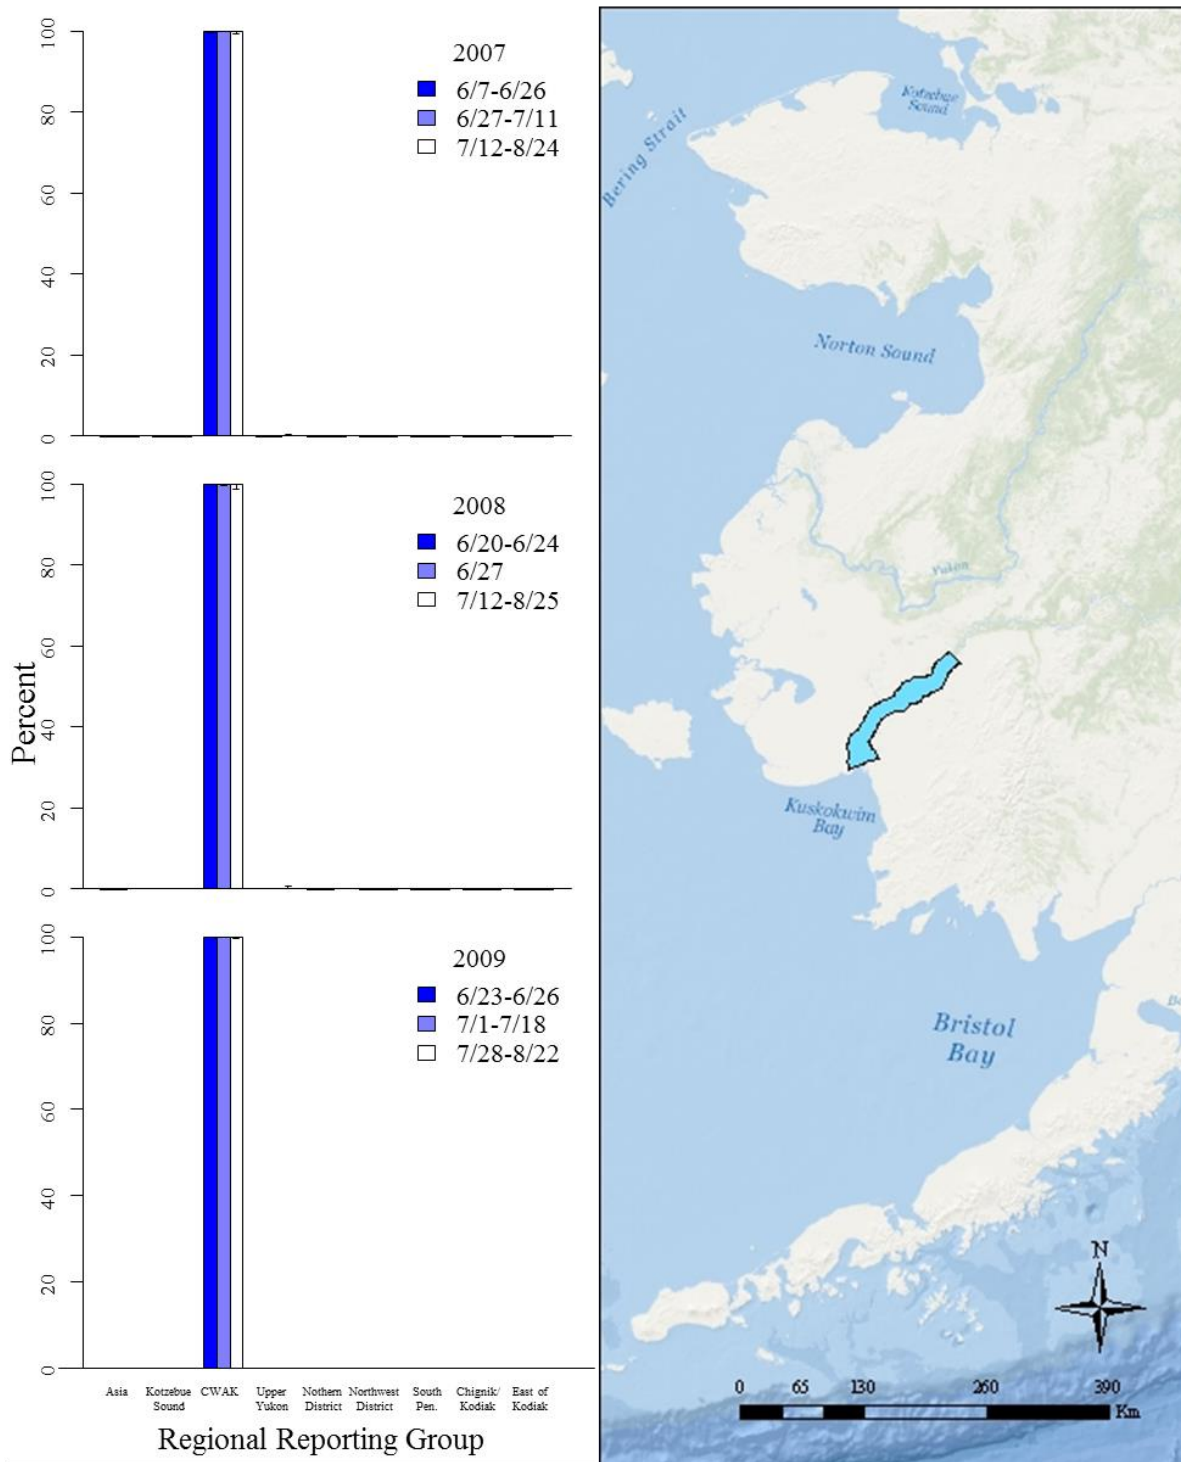 100
80
60
40
20
0
2007
6/7-6/26
6/27-7/11
7/12-8/24
100
80
60
40
20
0
2008
6/20-6/24
6/27
7/12-8/25
Percent
100
80
60
40
20
0
2009
6/23-6/26
7/1-7/18
7/28-8/22
Asia Kotzebue CWAK Upper Nothern Northwest South Chignik/ East of
Sound Yukon District District Pen. Kodiak Kodiak
Regional Reporting Group
Kotzebue
Sound
Bering Strait
Norton Sound
Yukon
Kuskokwim
Bay
Bristol
Bay
N
0 65 130 260 390
Km